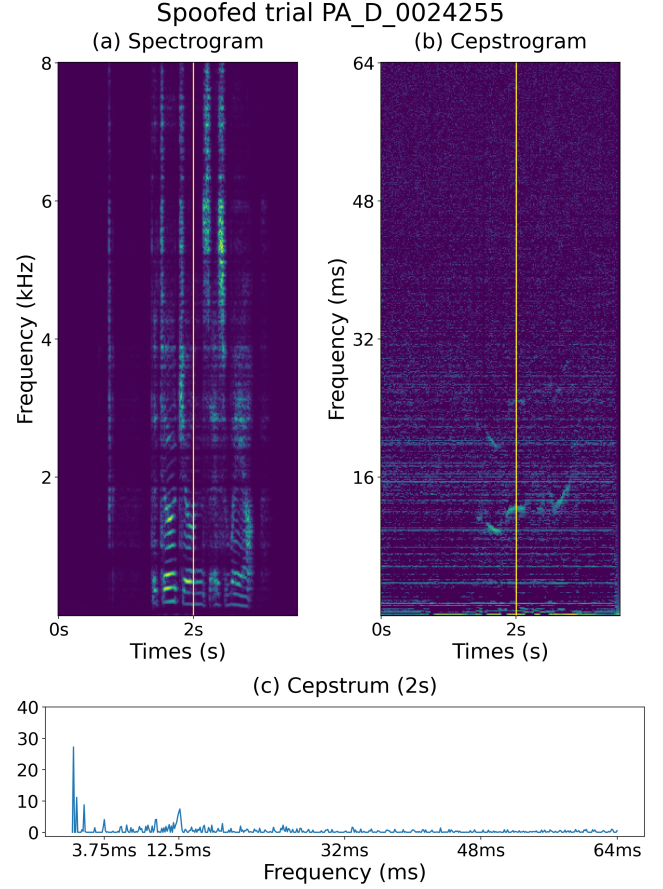 Spoofed trial PA_D_0024255
(a) Spectrogram
(b) Cepstrogram
8
6
4
2
Frequency (kHz)
0s
2s
Times (s)
64
48
32
16
Frequency (ms)
0s
2s
Times (s)
(c) Cepstrum (2s)
40
30
20
10
0
3.75ms
12.5ms
32ms
48ms
64ms
Frequency (ms)